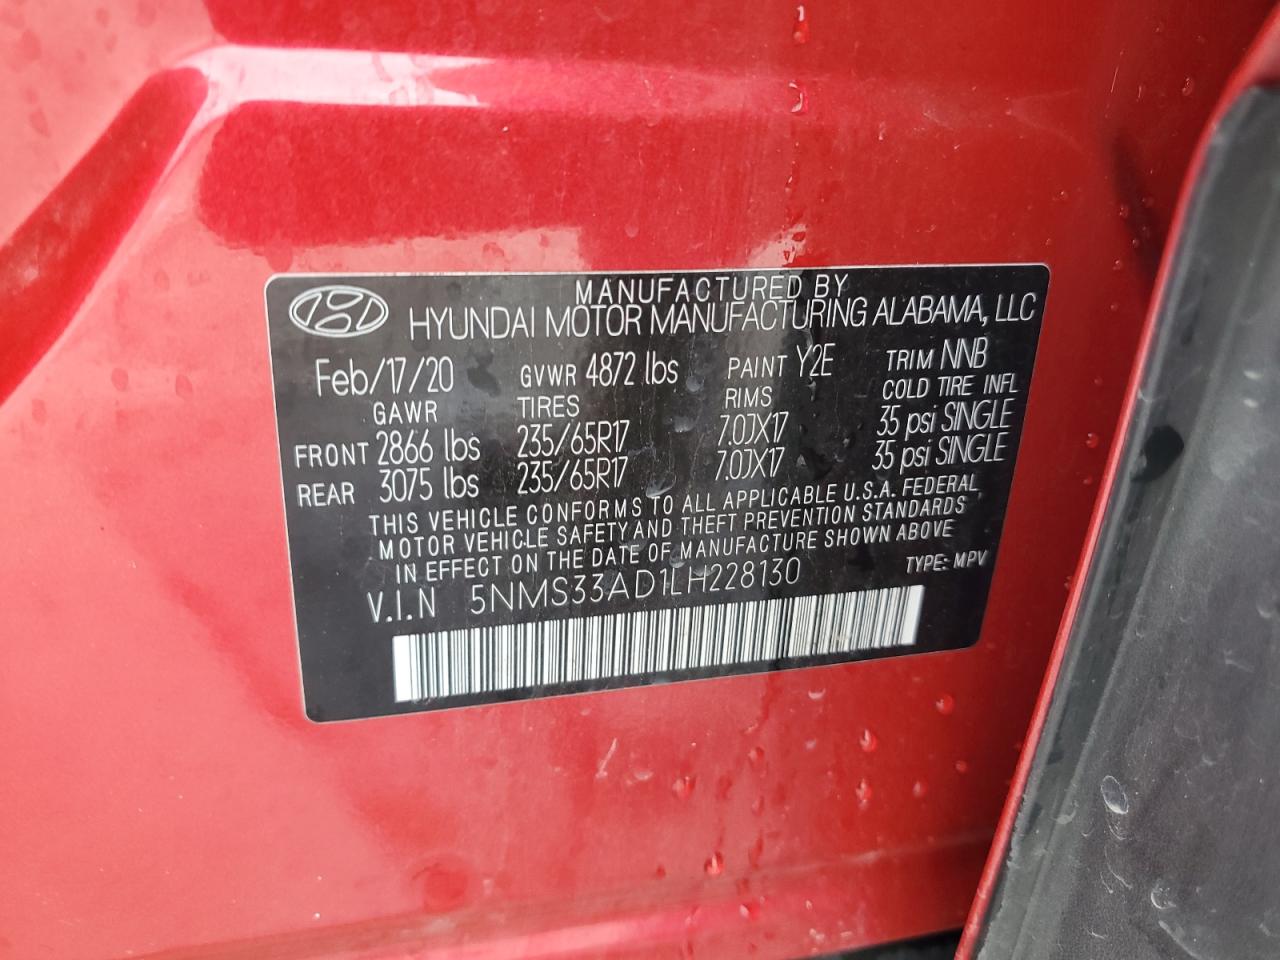 MANUFACTURED BY
HYUNDAI MOTOR MANUFACTURING ALABAMA, LLC
Feb/17/20 GVWR 4872 lbs PAINT Y2E TRIM NNB
GAWR TIRES RIMS COLD TIRE INFL
FRONT 2866 lbs 235/65R17 7.0JX17 35 psi SINGLE
REAR 3075 lbs 235/65R17 7.0JX17 35 psi SINGLE
THIS VEHICLE CONFORMS TO ALL APPLICABLE U.S.A. FEDERAL
MOTOR VEHICLE SAFETY AND THEFT PREVENTION STANDARDS
IN EFFECT ON THE DATE OF MANUFACTURE SHOWN ABOVE
V.I.N 5NMS33AD1LH228130 TYPE: MPV